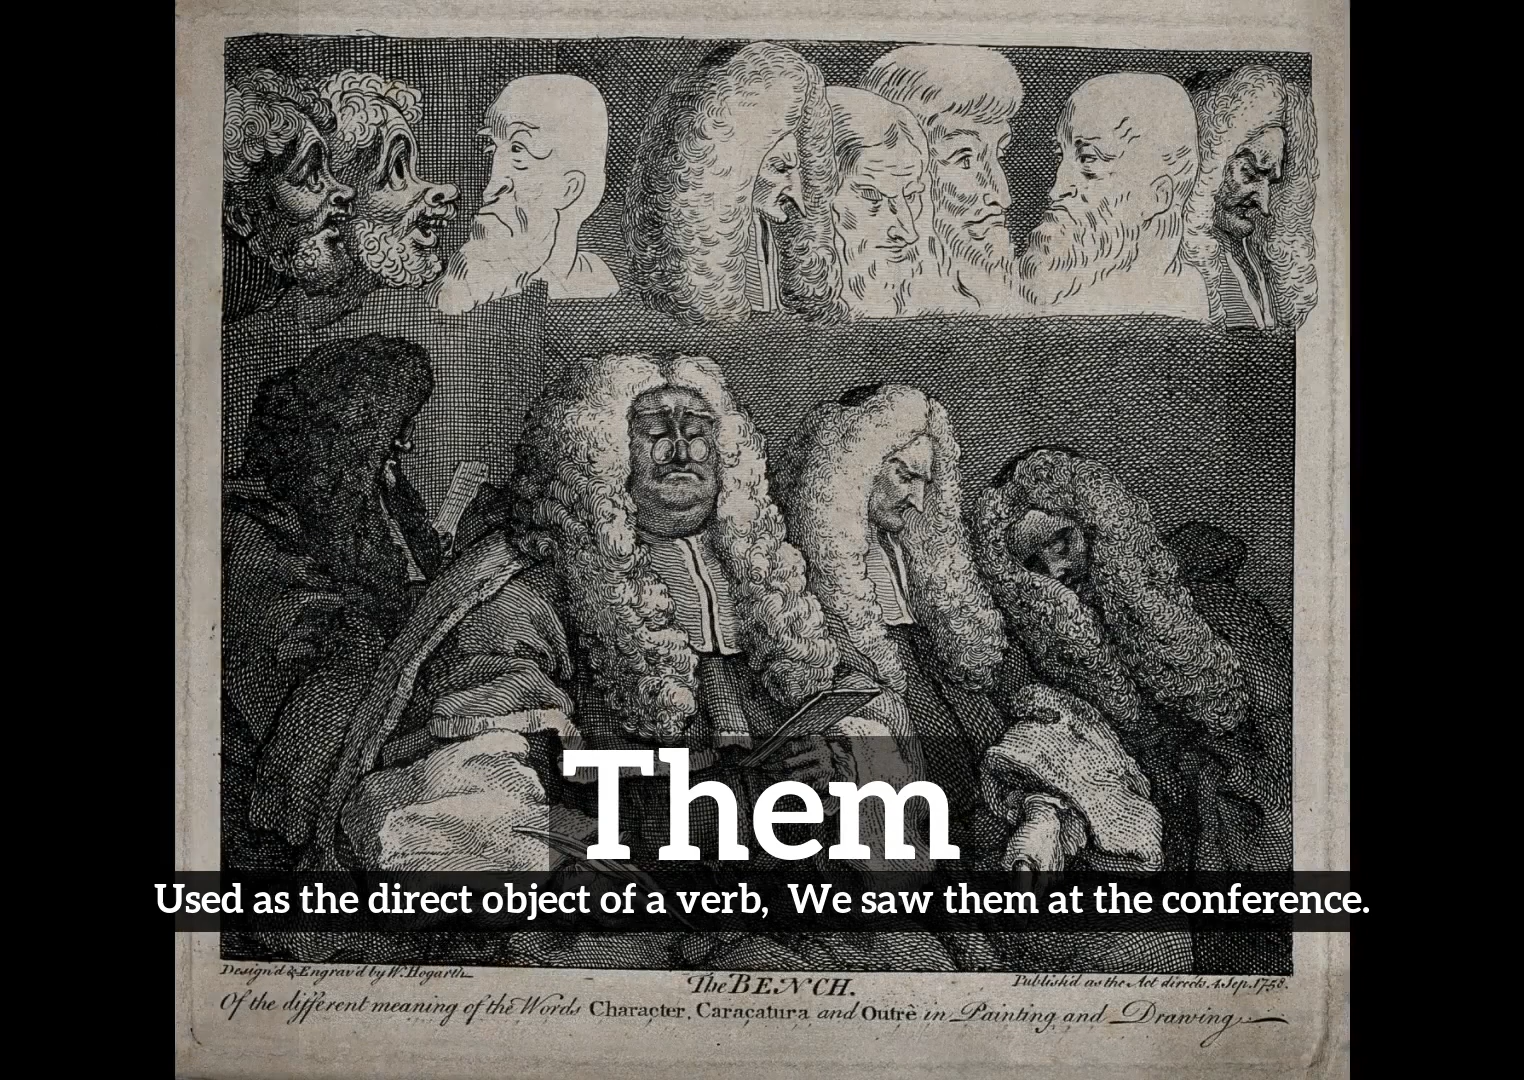 Them
Used as the direct object of a verb, We saw them at the conference.
Design'd & Engrav'd by W. Hogarth
The BENCH.
Publish'd as the Act directs. 4 Sep. 1758.
Of the different meaning of the Words Character, Caracatura and Outrê in Painting and Drawing